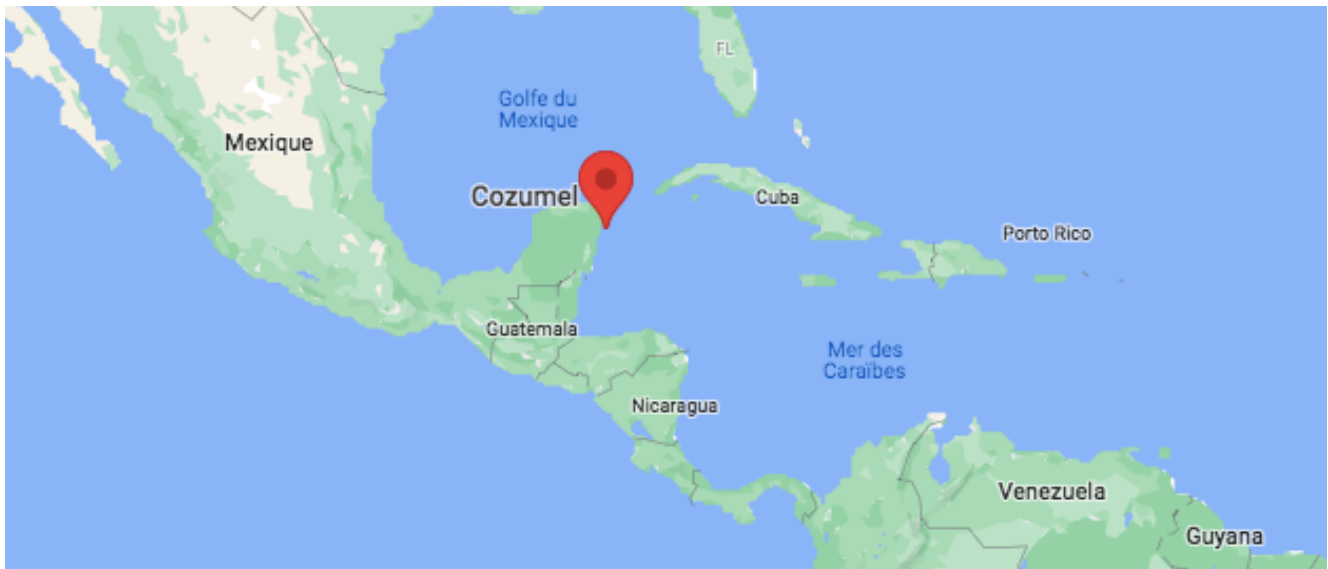 FL
Golfe du
Mexique
Mexique
Cozumel
Cuba
Porto Rico
Guatemala
Mer des
Caraïbes
Nicaragua
Venezuela
Guyana